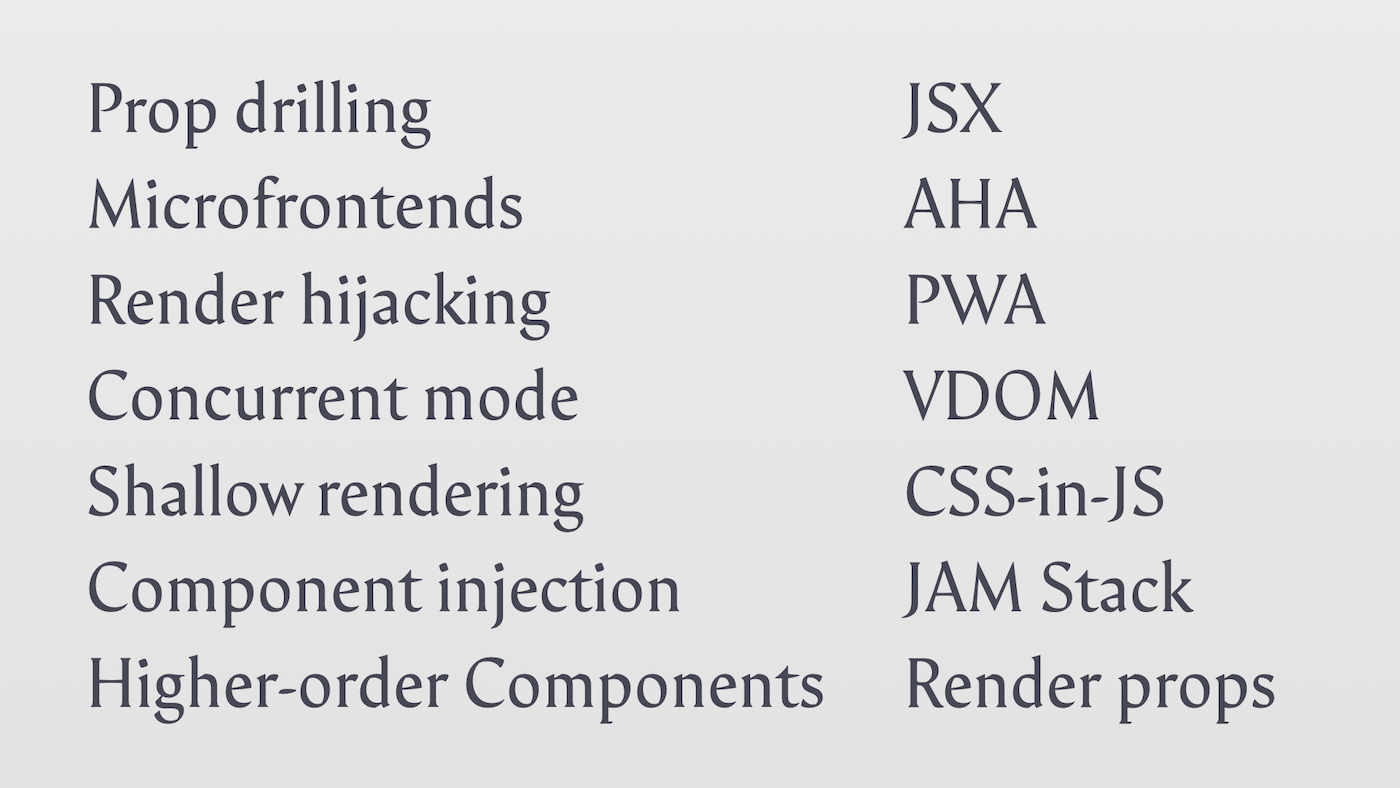 Prop drilling
Microfrontends
Render hijacking
Concurrent mode
Shallow rendering
Component injection
Higher-order Components
JSX
AHA
PWA
VDOM
CSS-in-JS
JAM Stack
Render props